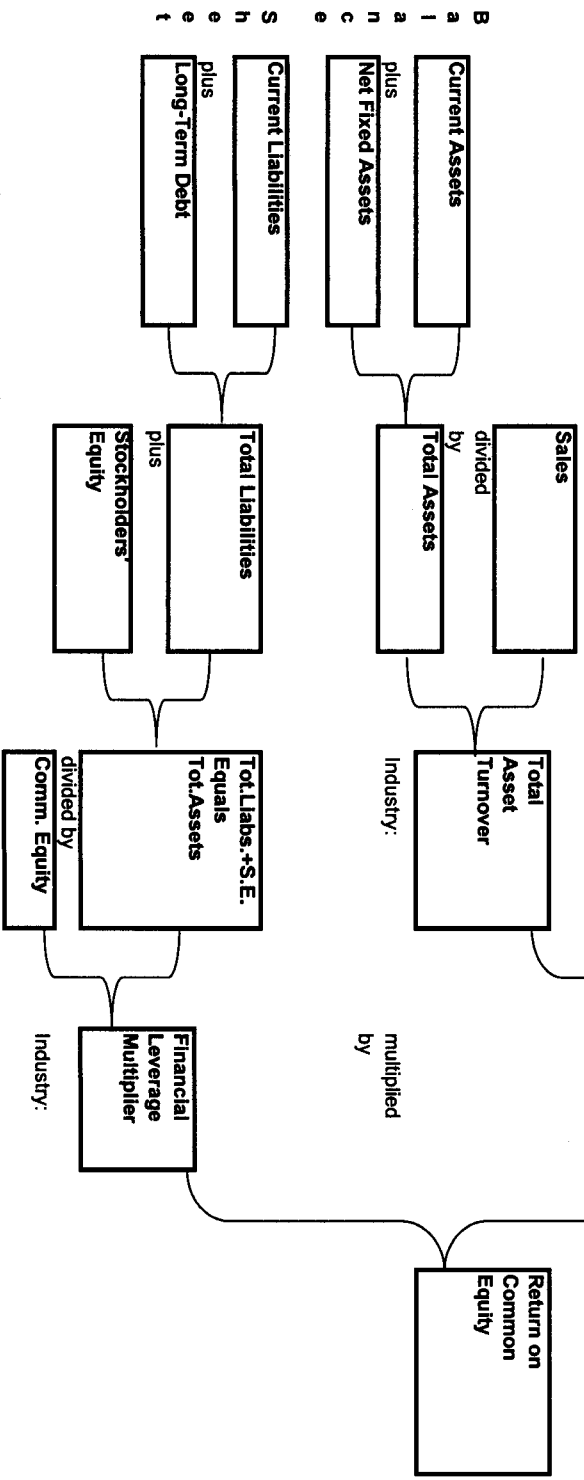 Balance Sheet
Current Assets
plus
Net Fixed Assets
Current Liabilities
plus
Long-Term Debt
Sales
divided
by
Total Assets
Total Liabilities
plus
Stockholders'
Equity
Total
Asset
Turnover
Industry:
Tot.Liabs.+S.E.
Equals
Tot.Assets
divided by
Comm. Equity
multiplied
by
Financial
Leverage
Multiplier
Industry:
Return on
Common
Equity